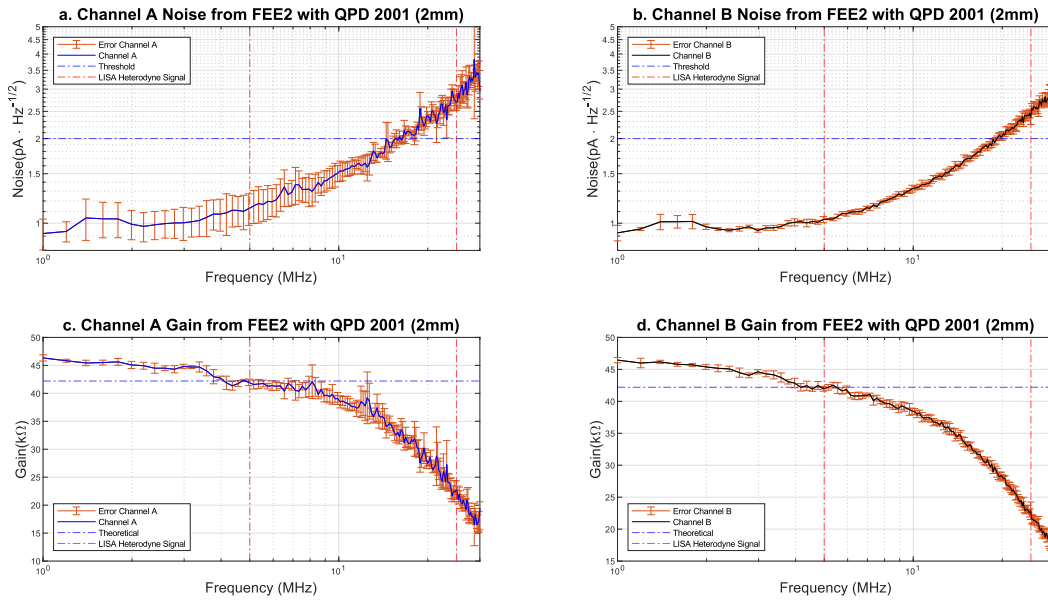 a. Channel A Noise from FEE2 with QPD 2001 (2mm)
5
4.5
4
3.5
3
2.5
2
1.5
1
Noise(pA · Hz^-1/2)
Error Channel A
Channel A
Threshold
LISA Heterodyne Signal
10^0
10^1
Frequency (MHz)
b. Channel B Noise from FEE2 with QPD 2001 (2mm)
5
4.5
4
3.5
3
2.5
2
1.5
1
Noise(pA · Hz^-1/2)
Error Channel B
Channel B
Threshold
LISA Heterodyne Signal
10^0
10^1
Frequency (MHz)
c. Channel A Gain from FEE2 with QPD 2001 (2mm)
50
45
40
35
30
25
20
15
10
Gain(kΩ)
Error Channel A
Channel A
Theoretical
LISA Heterodyne Signal
10^0
10^1
Frequency (MHz)
d. Channel B Gain from FEE2 with QPD 2001 (2mm)
50
45
40
35
30
25
20
15
Gain(kΩ)
Error Channel B
Channel B
Theoretical
LISA Heterodyne Signal
10^0
10^1
Frequency (MHz)